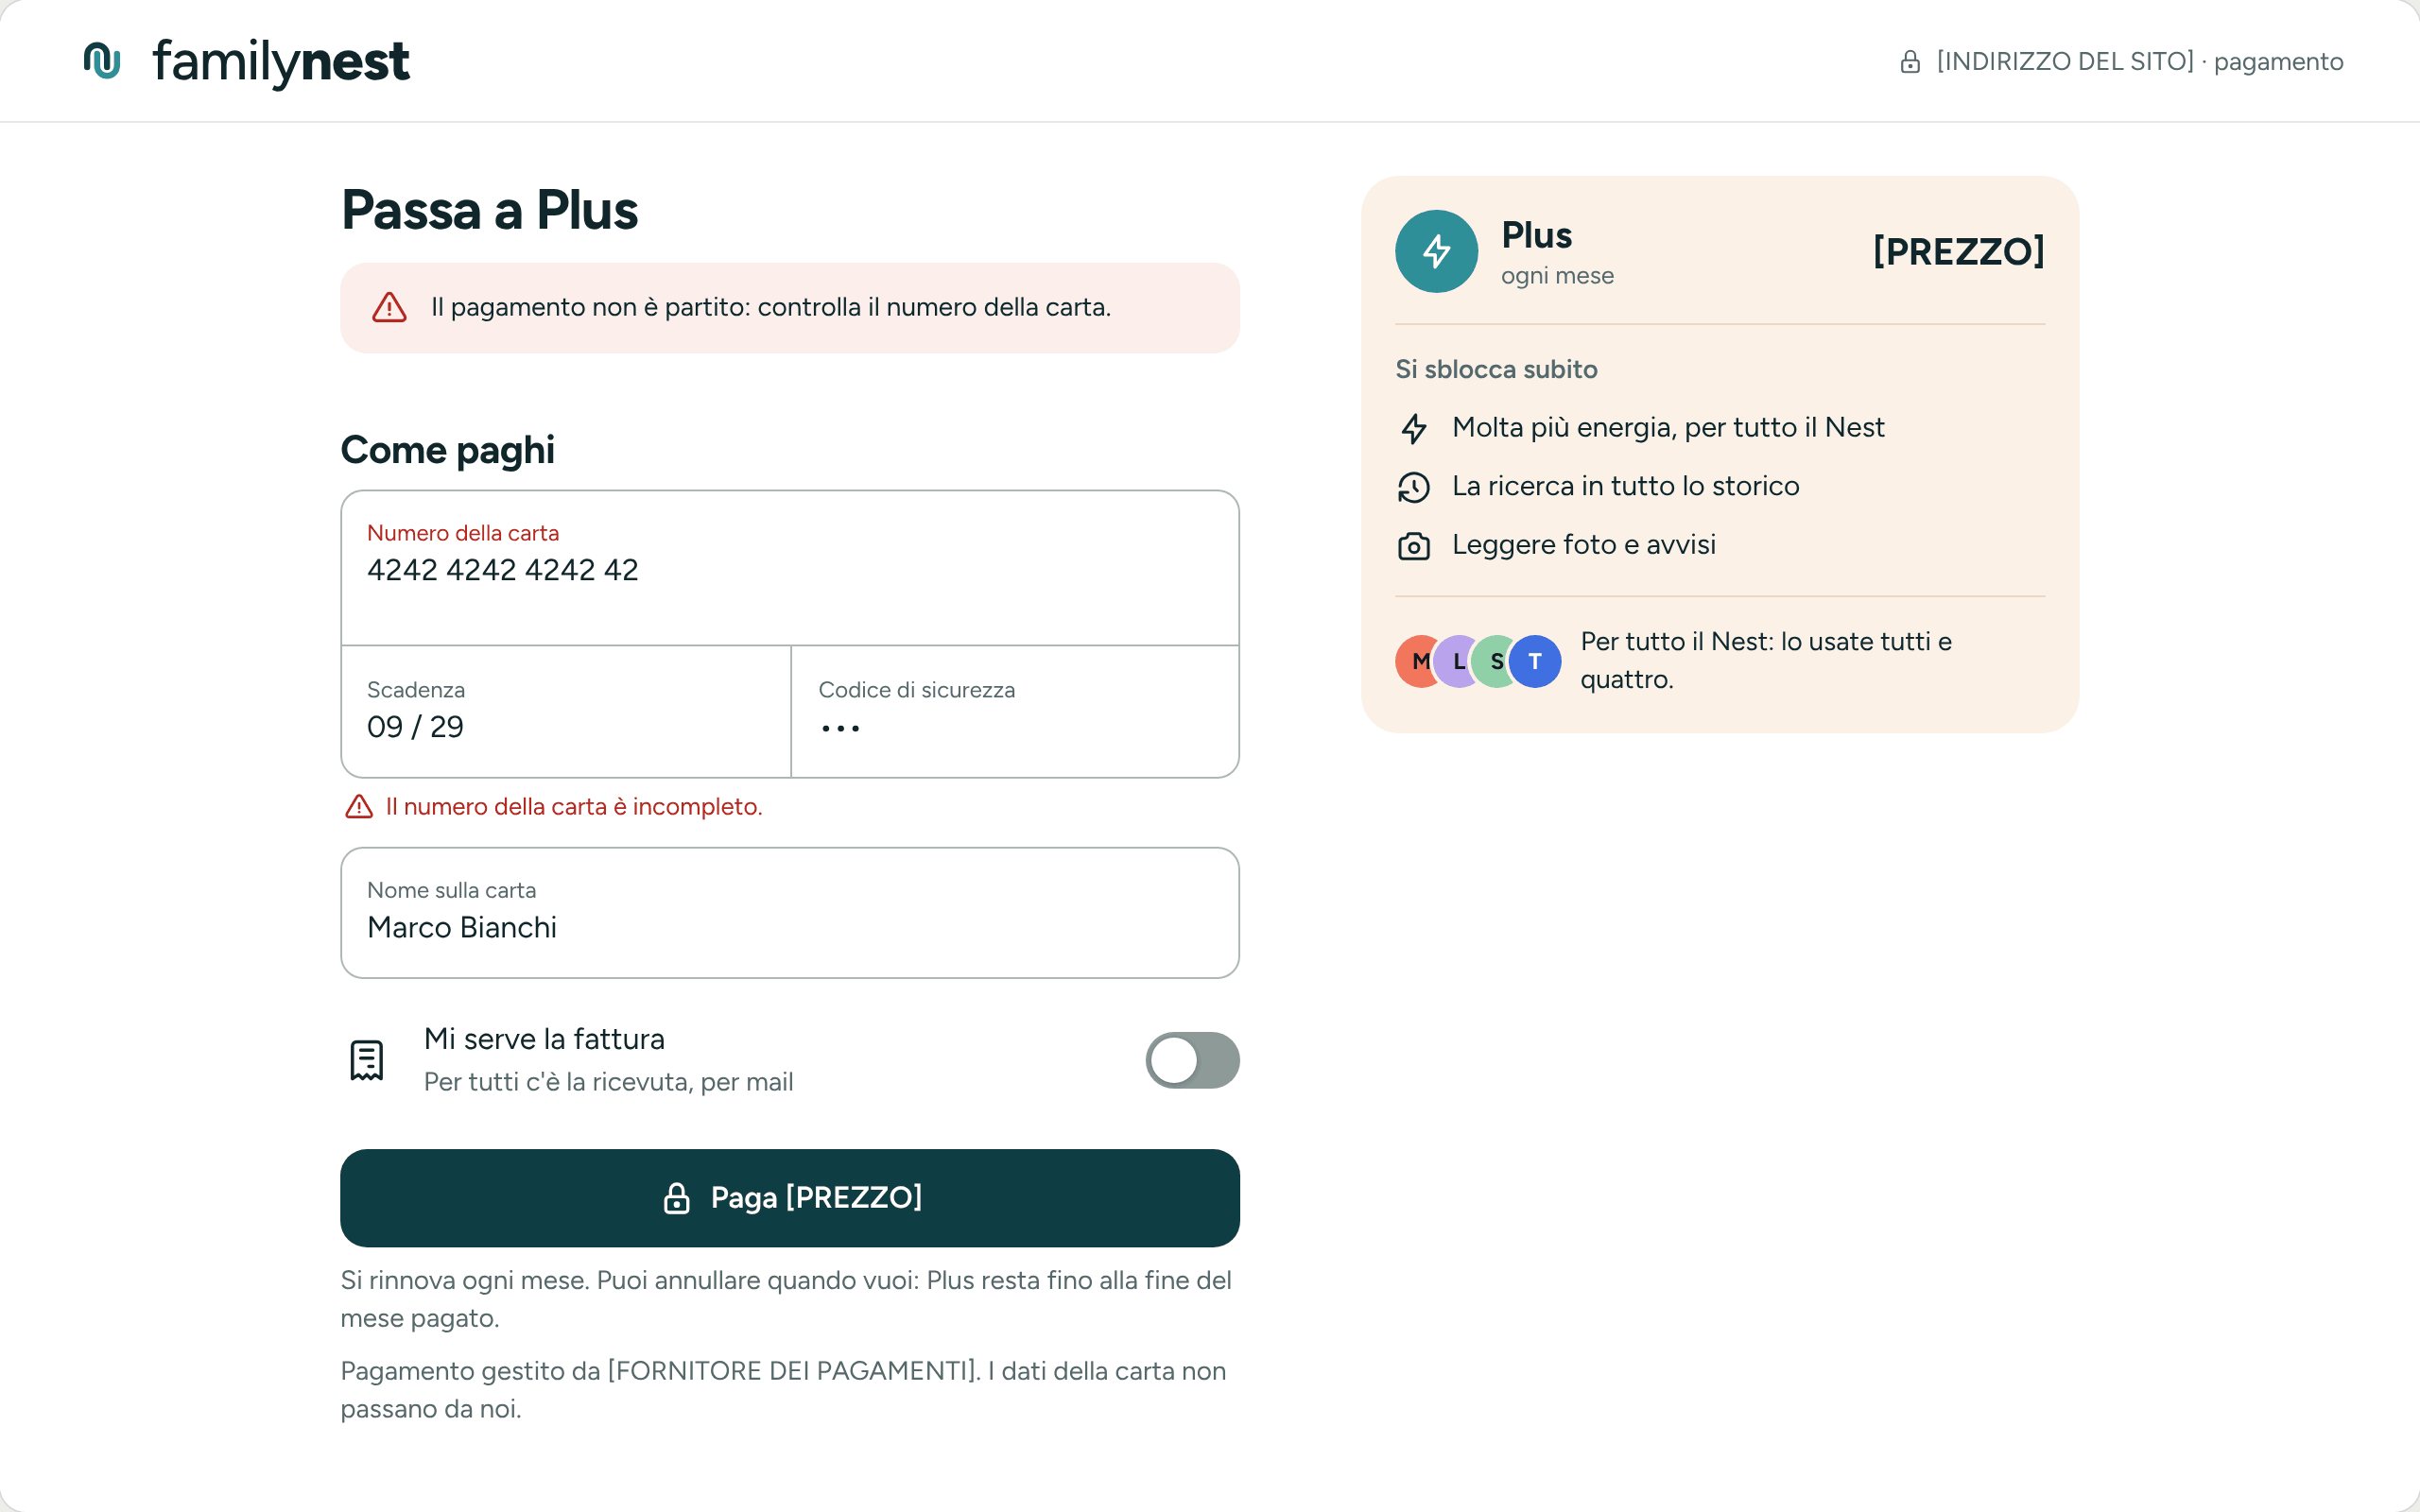 familynest
[INDIRIZZO DEL SITO] · pagamento
Passa a Plus
Il pagamento non è partito: controlla il numero della carta.
Come paghi
Numero della carta
4242 4242 4242 42
Scadenza
09 / 29
Codice di sicurezza
•••
Il numero della carta è incompleto.
Nome sulla carta
Marco Bianchi
Mi serve la fattura
Per tutti c'è la ricevuta, per mail
Paga [PREZZO]
Si rinnova ogni mese. Puoi annullare quando vuoi: Plus resta fino alla fine del
mese pagato.
Pagamento gestito da [FORNITORE DEI PAGAMENTI]. I dati della carta non
passano da noi.
Plus
ogni mese
[PREZZO]
Si sblocca subito
Molta più energia, per tutto il Nest
La ricerca in tutto lo storico
Leggere foto e avvisi
M L S T
Per tutto il Nest: lo usate tutti e
quattro.